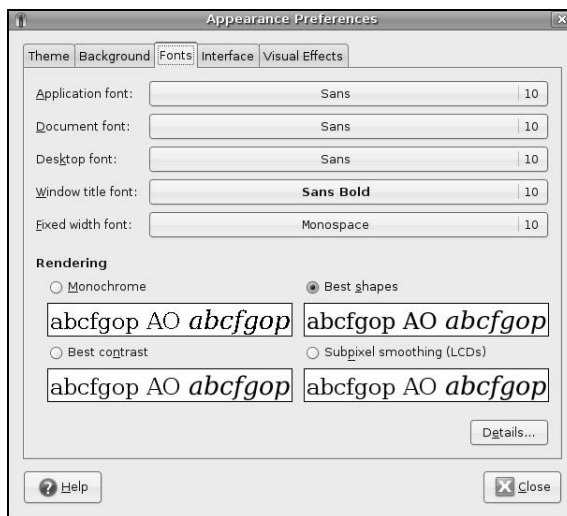 Appearance Preferences
Theme Background Fonts Interface Visual Effects
Application font: Sans 10
Document font: Sans 10
Desktop font: Sans 10
Window title font: Sans Bold 10
Fixed width font: Monospace 10
Rendering
Monochrome Best shapes
abcfgop AO abcfgop abcfgop AO abcfgop
Best contrast Subpixel smoothing (LCDs)
abcfgop AO abcfgop abcfgop AO abcfgop
Details...
Help Close